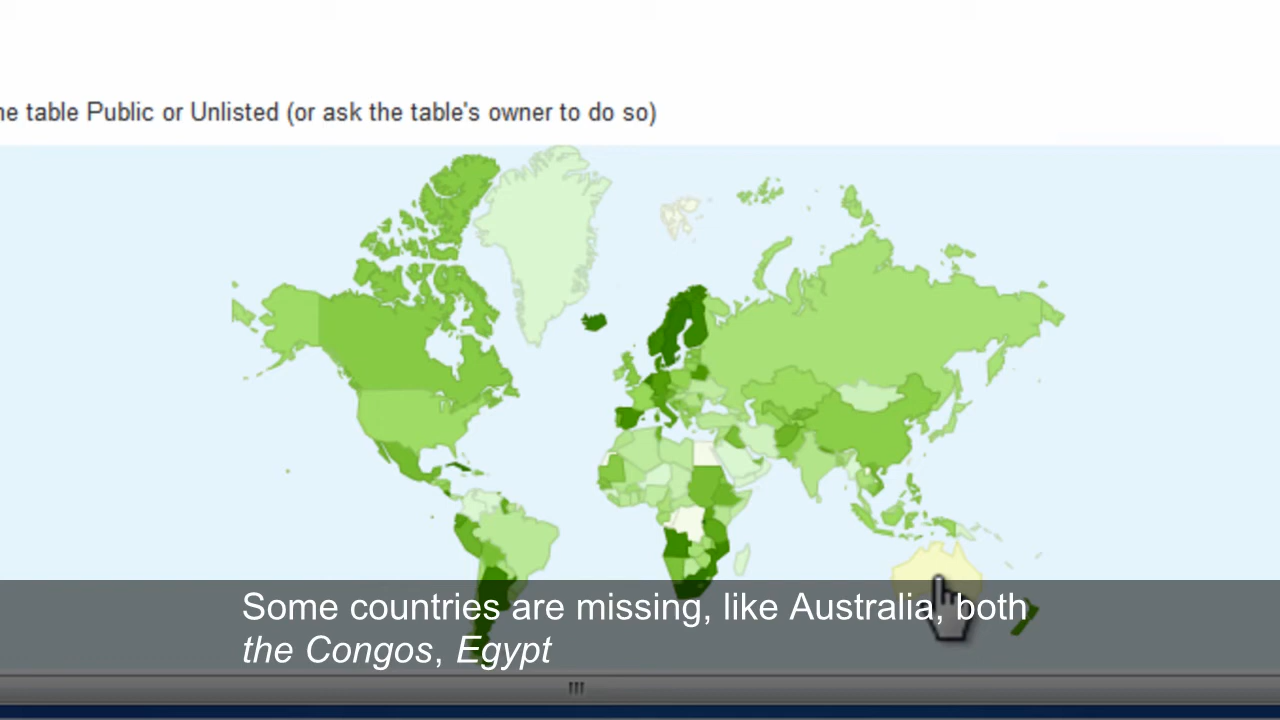 he table Public or Unlisted (or ask the table's owner to do so)
Some countries are missing, like Australia, both
the Congos, Egypt